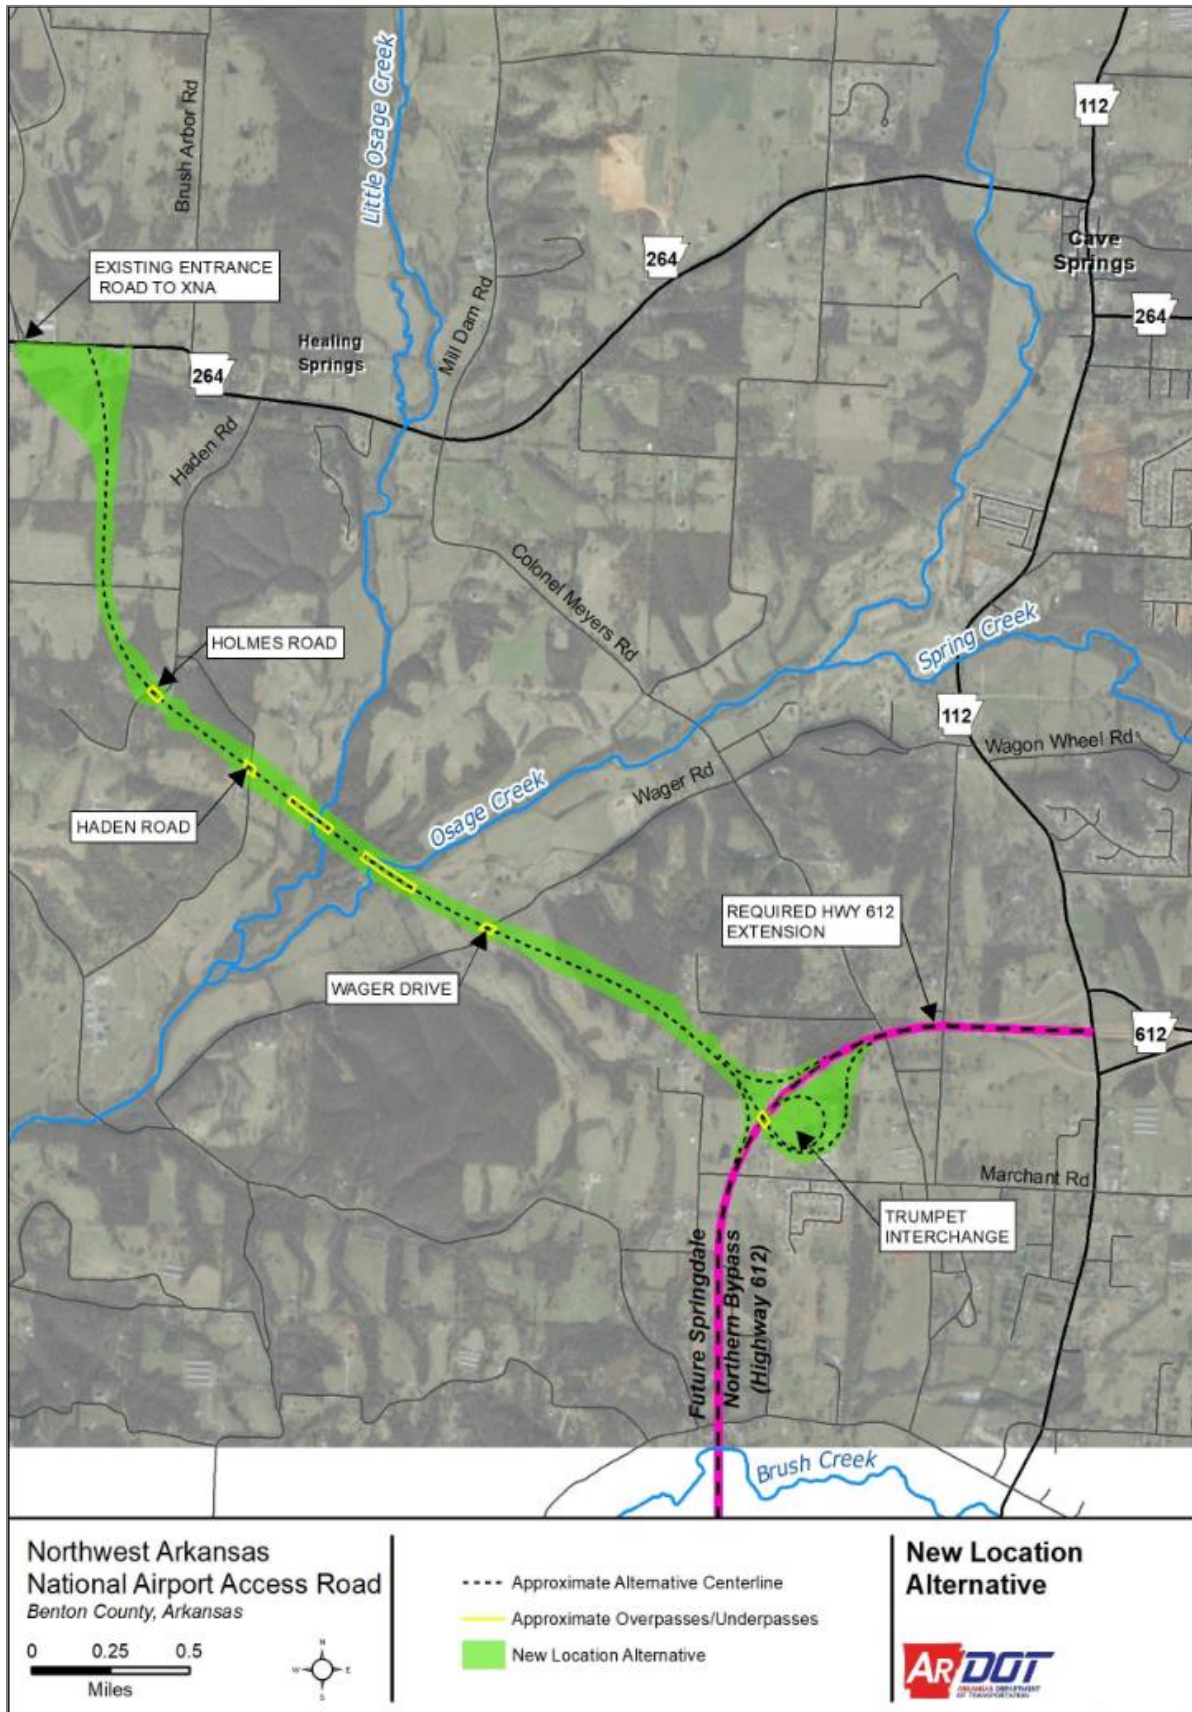 112
Brush Arbor Rd
Little Osage Creek
264
Cave
Springs
EXISTING ENTRANCE
ROAD TO XNA
264
Mill Dam Rd
Healing
Springs
264
Haden Rd
Colonel Meyers Rd
Spring Creek
HOLMES ROAD
112
Wagon Wheel Rd
Wager Rd
Osage Creek
HADEN ROAD
REQUIRED HWY 612
EXTENSION
WAGER DRIVE
612
Marchant Rd
TRUMPET
INTERCHANGE
Future Springdale
Northern Bypass
(Highway 612)
Brush Creek
Northwest Arkansas
National Airport Access Road
Benton County, Arkansas
0 0.25 0.5
Miles
N
W E
S
Approximate Alternative Centerline
Approximate Overpasses/Underpasses
New Location Alternative
New Location
Alternative
ARDOT
ARKANSAS DEPARTMENT
OF TRANSPORTATION